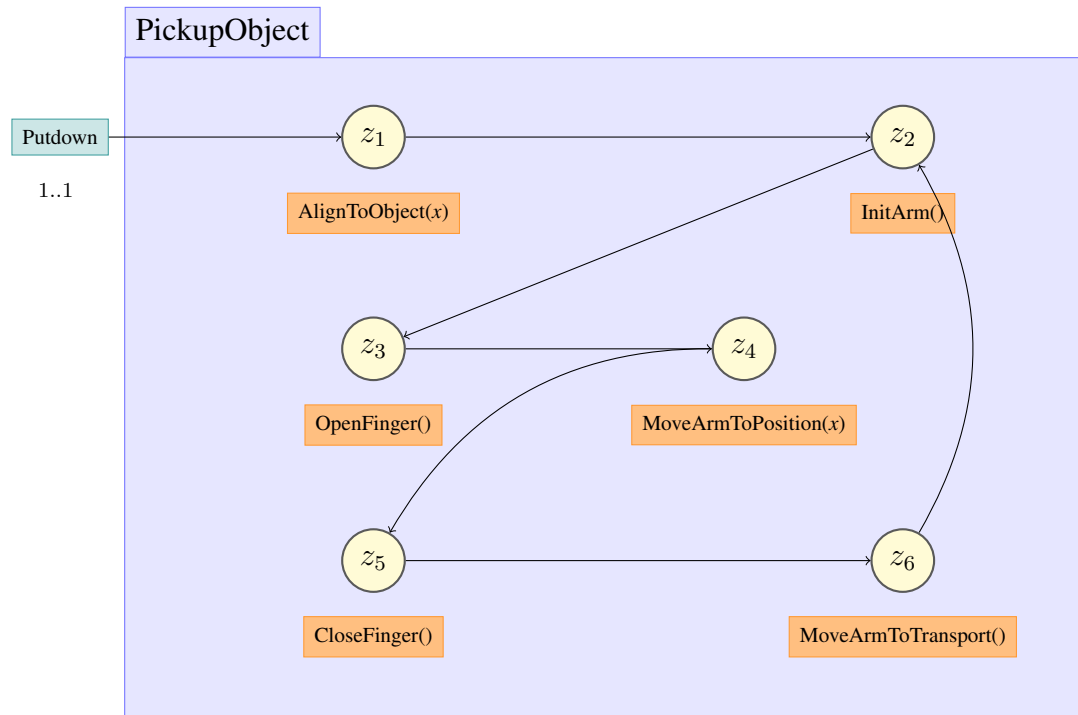 PickupObject
Putdown
1..1
z₁
z₂
AlignToObject(x)
InitArm()
z₃
z₄
OpenFinger()
MoveArmToPosition(x)
z₅
z₆
CloseFinger()
MoveArmToTransport()